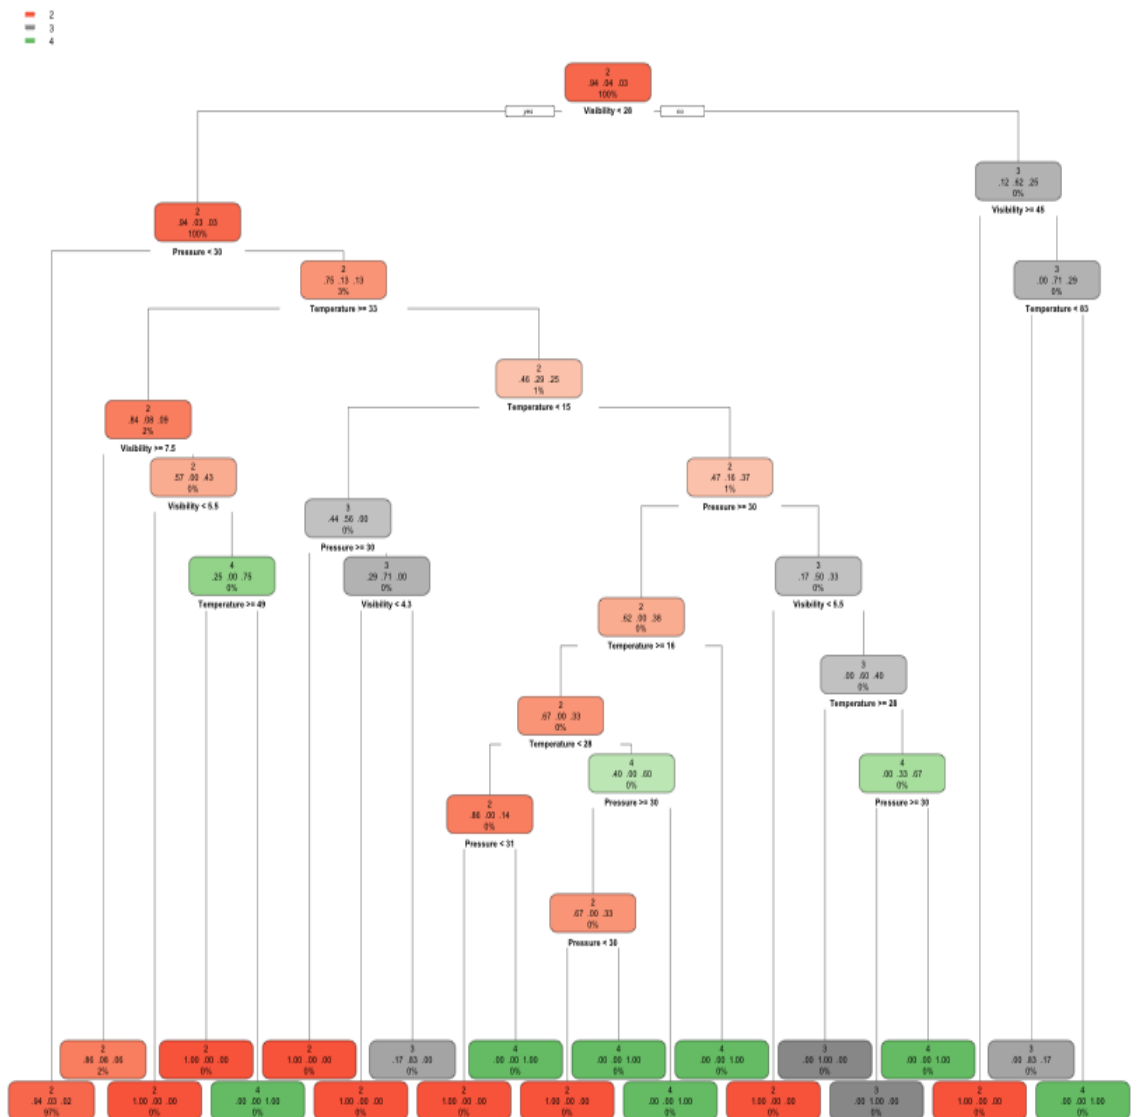 2
3
4
2
.94 .04 .03
100%
yes
Visibility < 28
no
3
.12 .62 .25
0%
Visibility >= 45
2
.94 .03 .03
100%
Pressure < 30
2
.75 .13 .13
3%
Temperature >= 33
3
.00 .71 .29
0%
Temperature < 83
2
.46 .29 .25
1%
Temperature < 15
2
.84 .08 .09
2%
Visibility >= 7.5
2
.57 .00 .43
0%
Visibility < 5.5
2
.47 .16 .37
1%
Pressure >= 30
3
.44 .56 .00
0%
Pressure >= 30
4
.25 .00 .75
0%
Temperature >= 49
3
.29 .71 .00
0%
Visibility < 4.3
3
.17 .50 .33
0%
Visibility < 5.5
2
.62 .00 .38
0%
Temperature >= 16
3
.00 .60 .40
0%
Temperature >= 28
2
.67 .00 .33
0%
Temperature < 28
4
.40 .00 .60
0%
Pressure >= 30
4
.00 .33 .67
0%
Pressure >= 30
2
.86 .00 .14
0%
Pressure < 31
2
.67 .00 .33
0%
Pressure < 30
2
.86 .08 .06
2%
2
1.00 .00 .00
0%
2
1.00 .00 .00
0%
3
.17 .83 .00
0%
4
.00 .00 1.00
0%
4
.00 .00 1.00
0%
4
.00 .00 1.00
0%
3
.00 1.00 .00
0%
4
.00 .00 1.00
0%
3
.00 .83 .17
0%
2
.94 .03 .02
97%
2
1.00 .00 .00
0%
4
.00 .00 1.00
0%
2
1.00 .00 .00
0%
2
1.00 .00 .00
0%
2
1.00 .00 .00
0%
4
.00 .00 1.00
0%
2
1.00 .00 .00
0%
3
.00 1.00 .00
0%
2
1.00 .00 .00
0%
4
.00 .00 1.00
0%